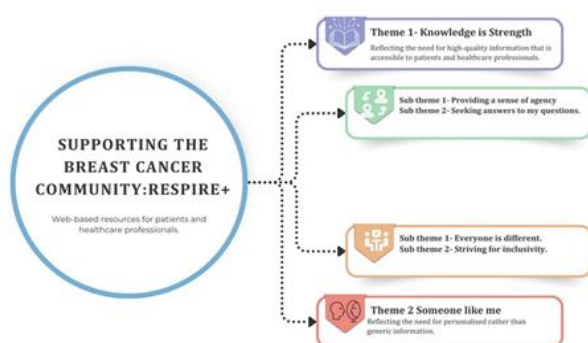 SUPPORTING THE
BREAST CANCER
COMMUNITY:RESPIRE+
Web-based resources for patients and
healthcare professionals.
Theme 1- Knowledge is Strength
Reflecting the need for high-quality information that is
accessible to patients and healthcare professionals.
Sub theme 1- Providing a sense of agency
Sub theme 2- Seeking answers to my questions.
Sub theme 1- Everyone is different.
Sub theme 2- Striving for inclusivity.
Theme 2 Someone like me
Reflecting the need for personalised rather than
generic information.